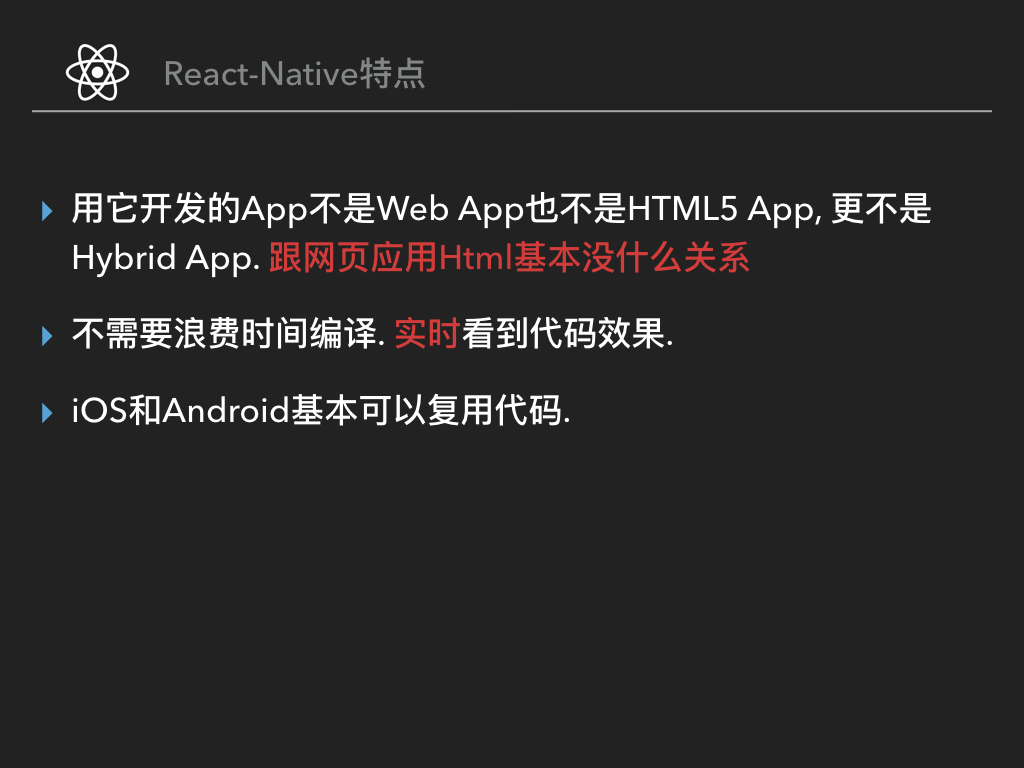 React-Native特点
用它开发的App不是Web App也不是HTML5 App, 更不是
Hybrid App. 跟网页应用Html基本没什么关系
不需要浪费时间编译. 实时看到代码效果.
iOS和Android基本可以复用代码.